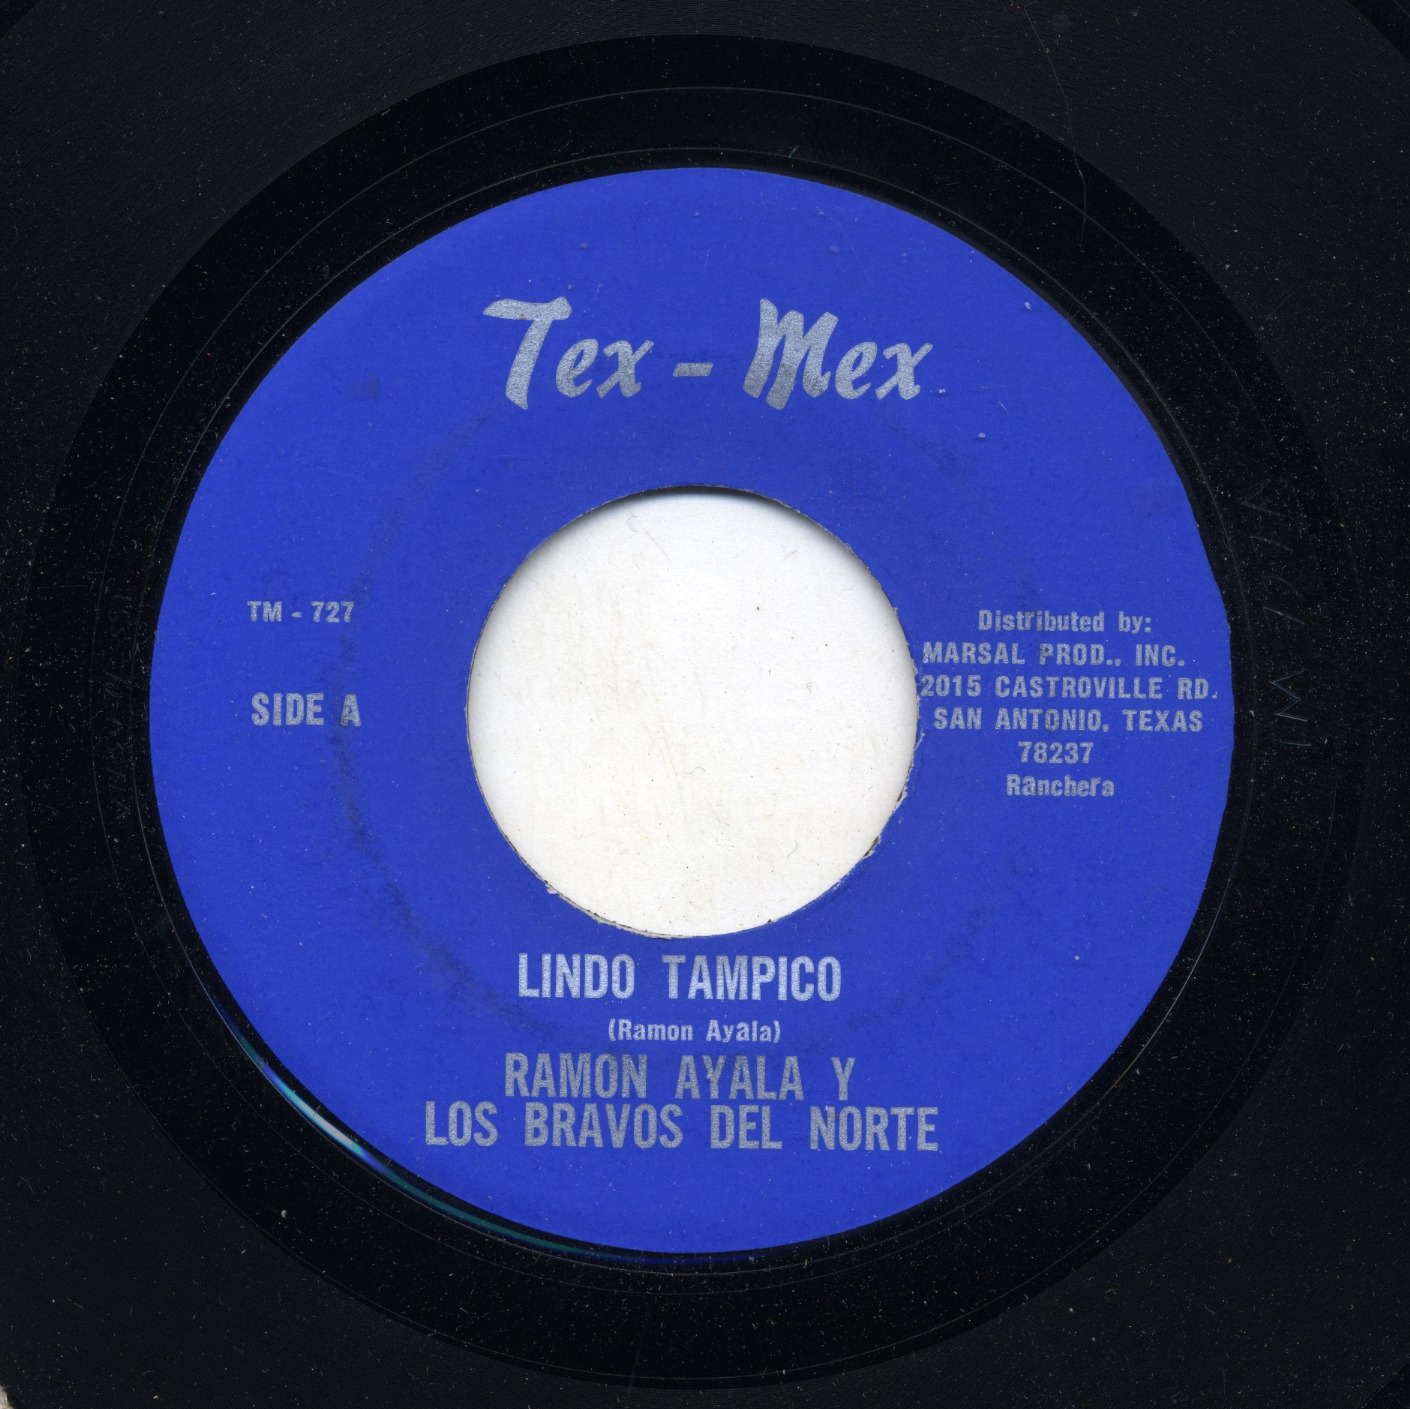 Tex - Mex
TM - 727
SIDE A
Distributed by:
MARSAL PROD., INC.
2015 CASTROVILLE RD.
SAN ANTONIO, TEXAS
78237
Ranchera
LINDO TAMPICO
(Ramon Ayala)
RAMON AYALA Y
LOS BRAVOS DEL NORTE